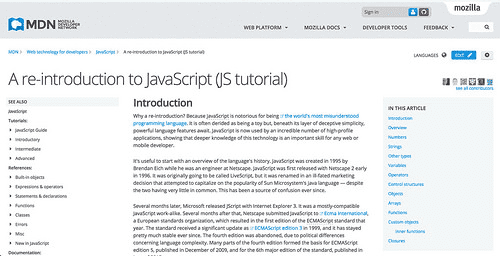 mozilla
Sign in
MDN MOZILLA DEVELOPER NETWORK
WEB PLATFORM MOZILLA DOCS DEVELOPER TOOLS FEEDBACK
MDN Web technology for developers JavaScript A re-introduction to JavaScript (JS tutorial)
LANGUAGES EDIT
A re-introduction to JavaScript (JS tutorial)
see all contributors
SEE ALSO
JavaScript
Tutorials:
JavaScript Guide
Introductory
Intermediate
Advanced
References:
Built-in objects
Expressions & operators
Statements & declarations
Functions
Classes
Errors
Misc
New in JavaScript
Documentation:
Introduction
Why a re-introduction? Because JavaScript is notorious for being the world's most misunderstood
programming language. It is often derided as being a toy but, beneath its layer of deceptive simplicity,
powerful language features await. JavaScript is now used by an incredible number of high-profile
applications, showing that deeper knowledge of this technology is an important skill for any web or
mobile developer.
It's useful to start with an overview of the language's history. JavaScript was created in 1995 by
Brendan Eich while he was an engineer at Netscape. JavaScript was first released with Netscape 2 early
in 1996. It was originally going to be called LiveScript, but it was renamed in an ill-fated marketing
decision that attempted to capitalize on the popularity of Sun Microsystem's Java language — despite
the two having very little in common. This has been a source of confusion ever since.
Several months later, Microsoft released JScript with Internet Explorer 3. It was a mostly-compatible
JavaScript work-alike. Several months after that, Netscape submitted JavaScript to Ecma International,
a European standards organization, which resulted in the first edition of the ECMAScript standard that
year. The standard received a significant update as ECMAScript edition 3 in 1999, and it has stayed
pretty much stable ever since. The fourth edition was abandoned, due to political differences
concerning language complexity. Many parts of the fourth edition formed the basis for ECMAScript
edition 5, published in December of 2009, and for the 6th major edition of the standard, published in
IN THIS ARTICLE
Introduction
Overview
Numbers
Strings
Other types
Variables
Operators
Control structures
Objects
Arrays
Functions
Custom objects
Inner functions
Closures